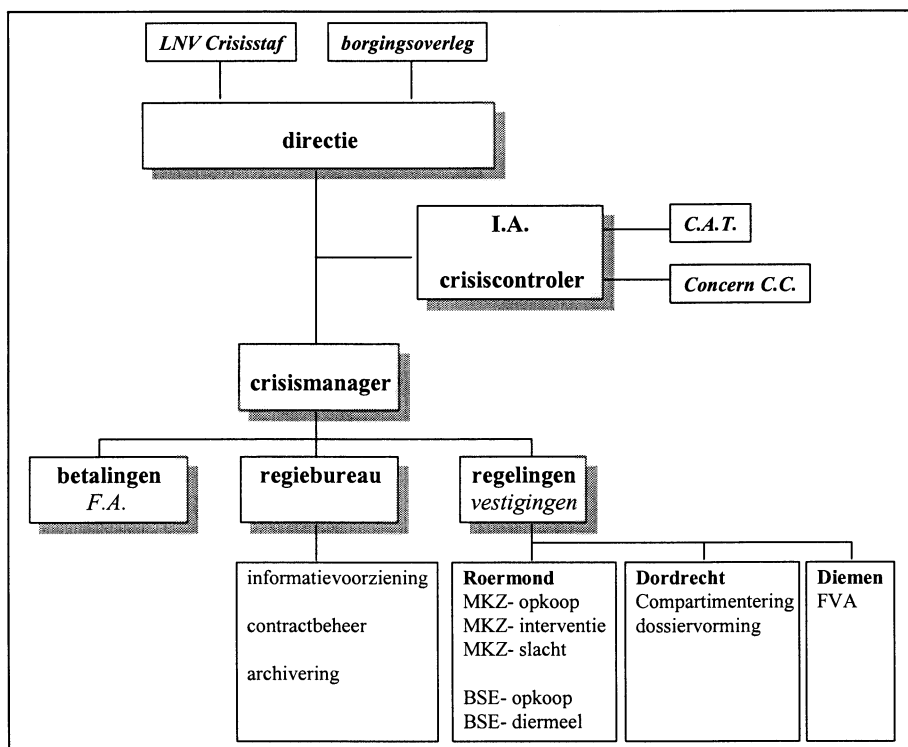 LNV Crisisstaf
borgingsoverleg
directie
I.A.
crisiscontroler
C.A.T.
Concern C.C.
crisismanager
betalingen
F.A.
regiebureau
regelingen
vestigingen
informatievoorziening
contractbeheer
archivering
Roermond
MKZ- opkoop
MKZ- interventie
MKZ- slacht
BSE- opkoop
BSE- diermeel
Dordrecht
Compartimentering
dossiervorming
Diemen
FVA